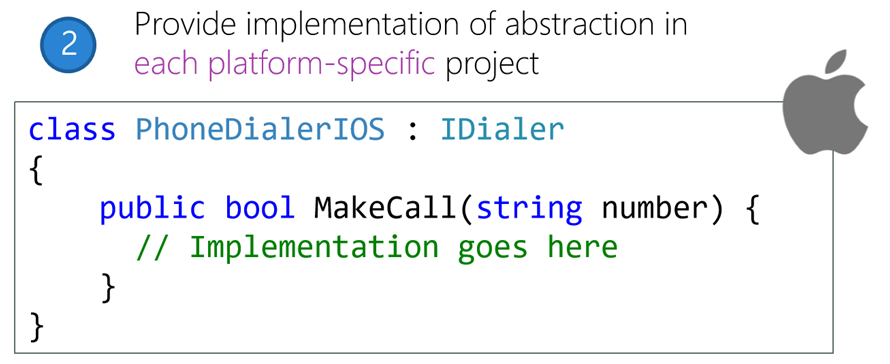 2
Provide implementation of abstraction in
each platform-specific project
class PhoneDialerIOS : IDialer
{
    public bool MakeCall(string number) {
      // Implementation goes here
    }
}